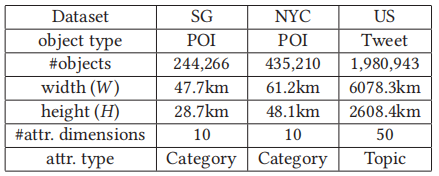 Dataset SG NYC US
object type POI POI Tweet
#objects 244,266 435,210 1,980,943
width (W) 47.7km 61.2km 6078.3km
height (H) 28.7km 48.1km 2608.4km
#attr. dimensions 10 10 50
attr. type Category Category Topic